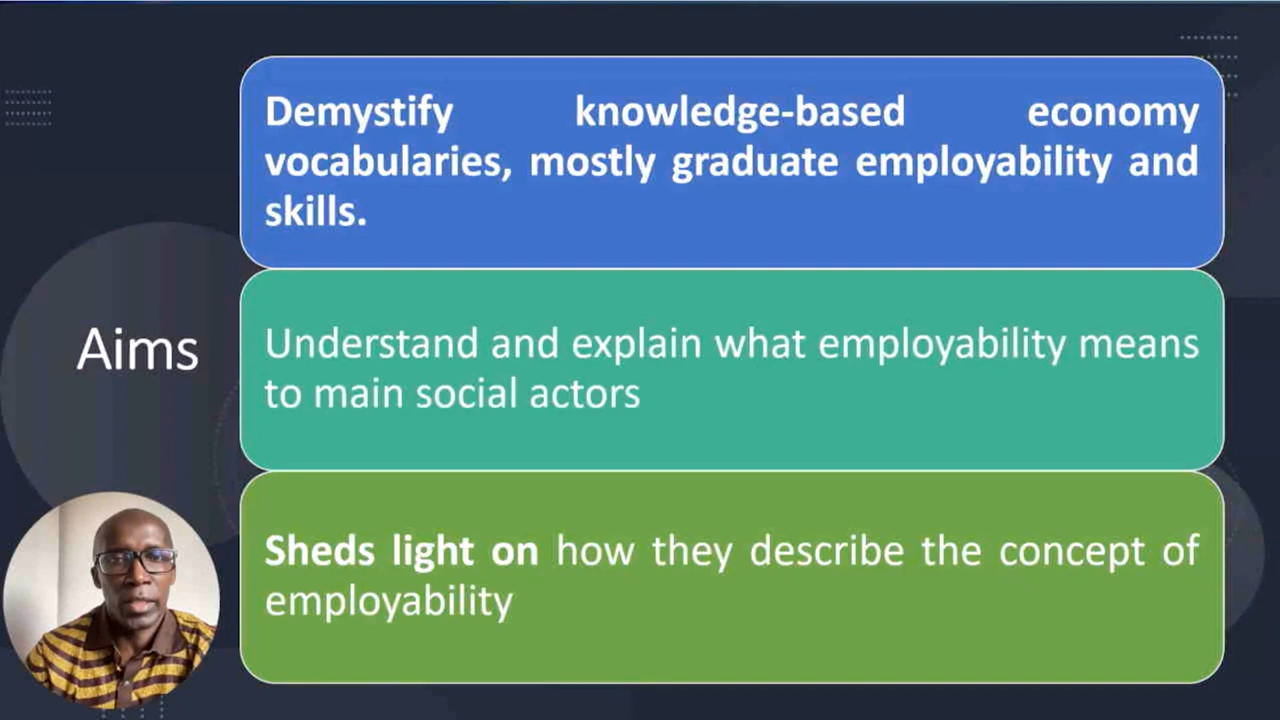 Aims
Demystify knowledge-based economy
vocabularies, mostly graduate employability and
skills.
Understand and explain what employability means
to main social actors
Sheds light on how they describe the concept of
employability